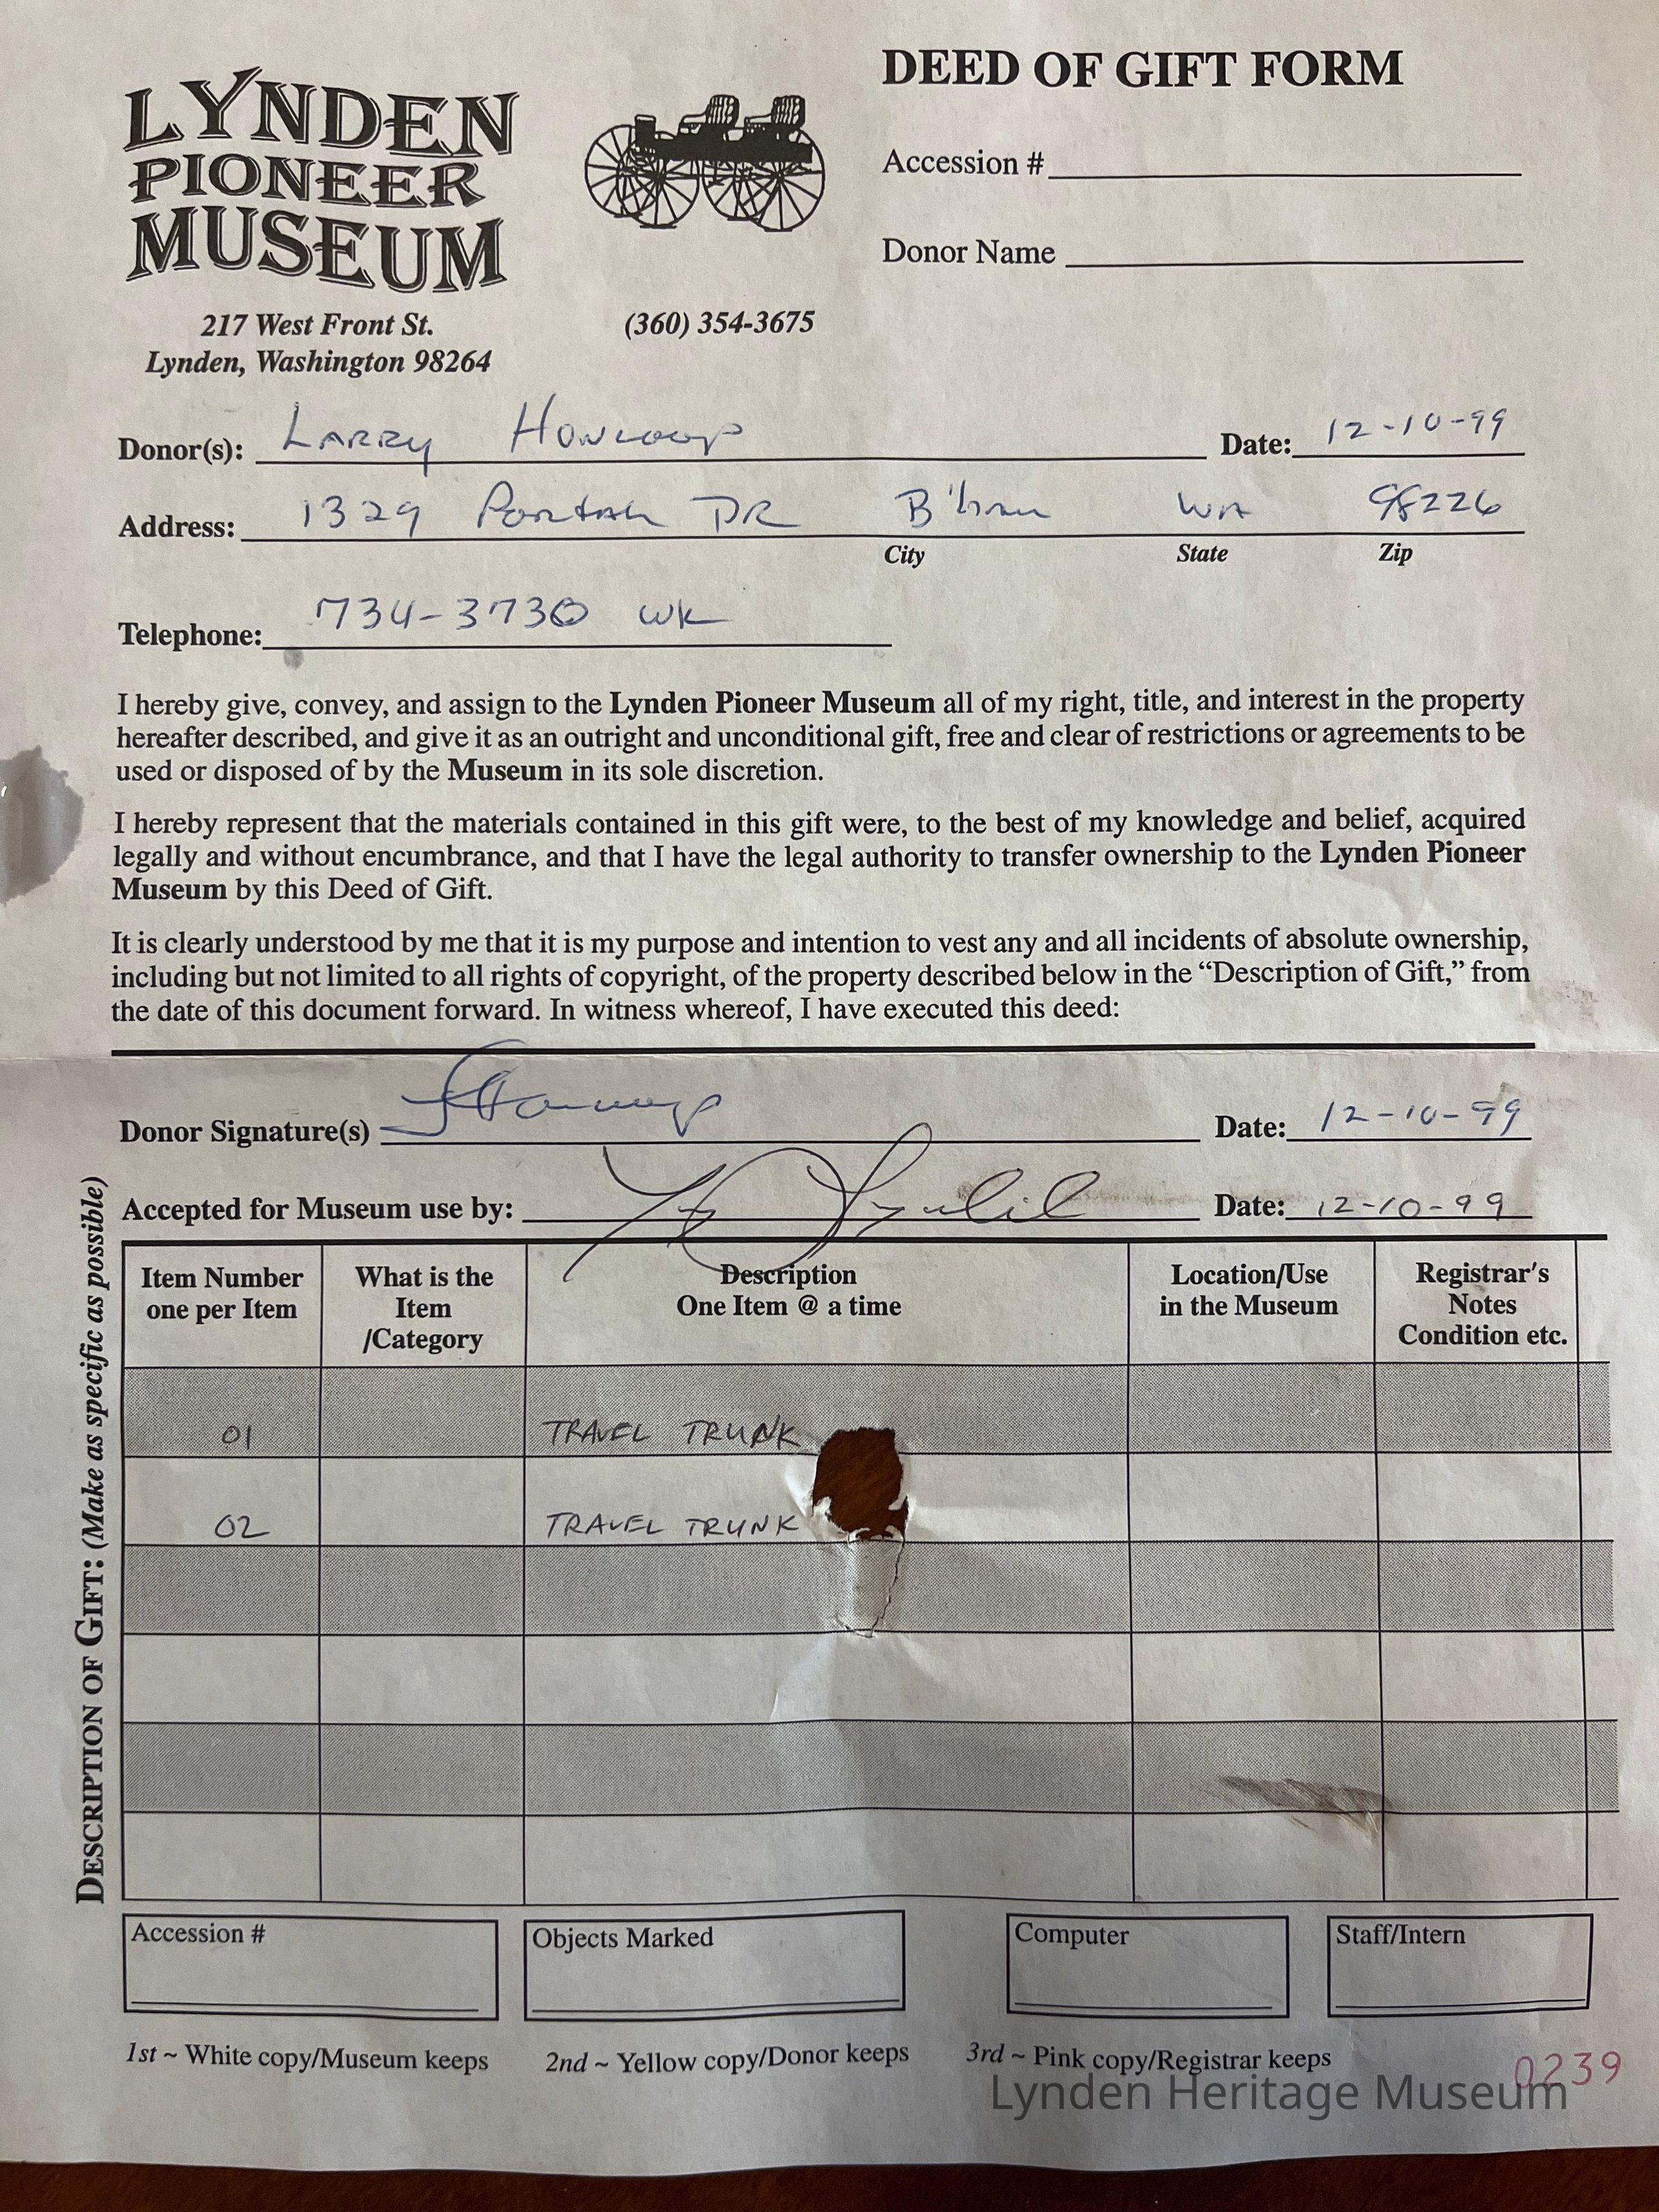 LYNDEN
PIONEER
MUSEUM
217 West Front St.
Lynden, Washington 98264
(360) 354-3675
DEED OF GIFT FORM
Accession #
Donor Name
Donor(s): LARRY Date: 12-10-99
Address: 1329 DR B'ham WA 98226
City State Zip
Telephone: 734-3730 WK
I hereby give, convey, and assign to the Lynden Pioneer Museum all of my right, title, and interest in the property
hereafter described, and give it as an outright and unconditional gift, free and clear of restrictions or agreements to be
used or disposed of by the Museum in its sole discretion.
I hereby represent that the materials contained in this gift were, to the best of my knowledge and belief, acquired
legally and without encumbrance, and that I have the legal authority to transfer ownership to the Lynden Pioneer
Museum by this Deed of Gift.
It is clearly understood by me that it is my purpose and intention to vest any and all incidents of absolute ownership,
including but not limited to all rights of copyright, of the property described below in the “Description of Gift,” from
the date of this document forward. In witness whereof, I have executed this deed:
Donor Signature(s) Date: 12-10-99
Accepted for Museum use by: Date: 12-10-99
DESCRIPTION OF GIFT: (Make as specific as possible)
Item Number
one per Item
What is the
Item
/Category
Description
One Item @ a time
Location/Use
in the Museum
Registrar's
Notes
Condition etc.
01 TRAVEL TRUNK
02 TRAVEL TRUNK
Accession # Objects Marked Computer Staff/Intern
1st ~ White copy/Museum keeps 2nd ~ Yellow copy/Donor keeps 3rd ~ Pink copy/Registrar keeps
0239
Lynden Heritage Museum